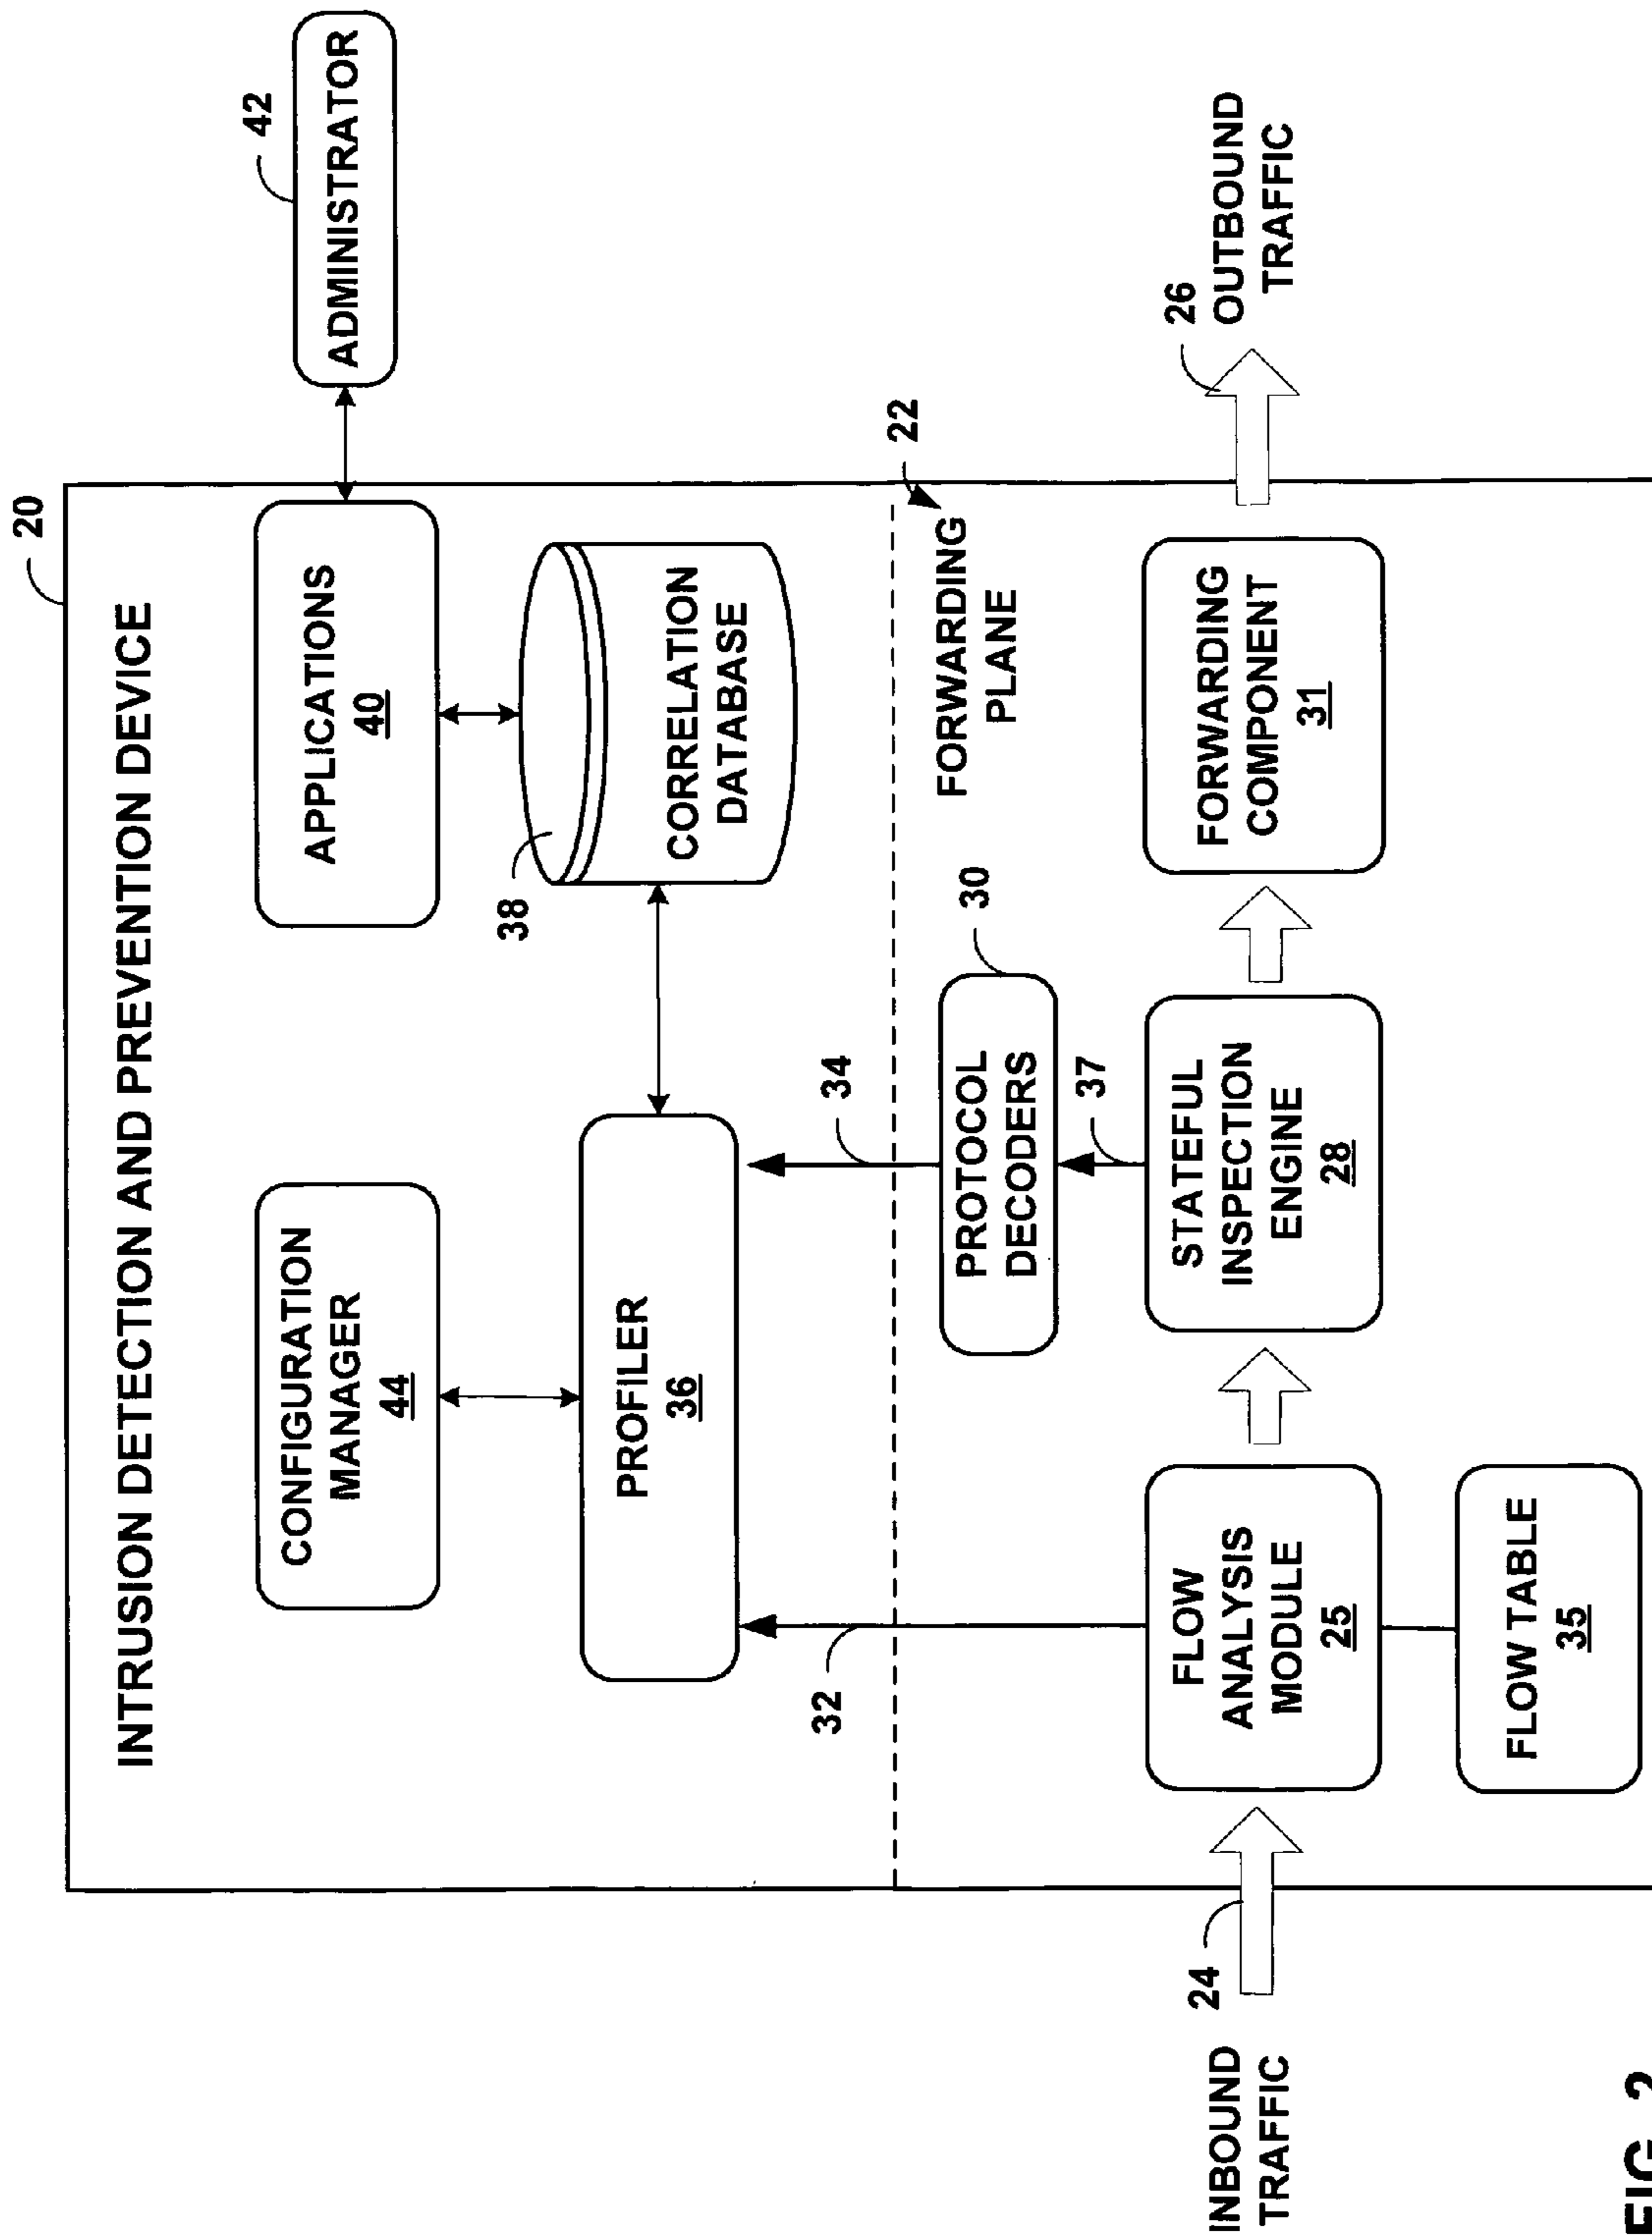 20
INTRUSION DETECTION AND PREVENTION DEVICE
42
ADMINISTRATOR
CONFIGURATION
MANAGER
44
APPLICATIONS
40
38
CORRELATION
DATABASE
PROFILER
36
32
34
22
FORWARDING
PLANE
30
PROTOCOL
DECODERS
37
INBOUND
TRAFFIC
24
FLOW
ANALYSIS
MODULE
25
STATEFUL
INSPECTION
ENGINE
28
FORWARDING
COMPONENT
31
26
OUTBOUND
TRAFFIC
FLOW TABLE
35
FIG. 2